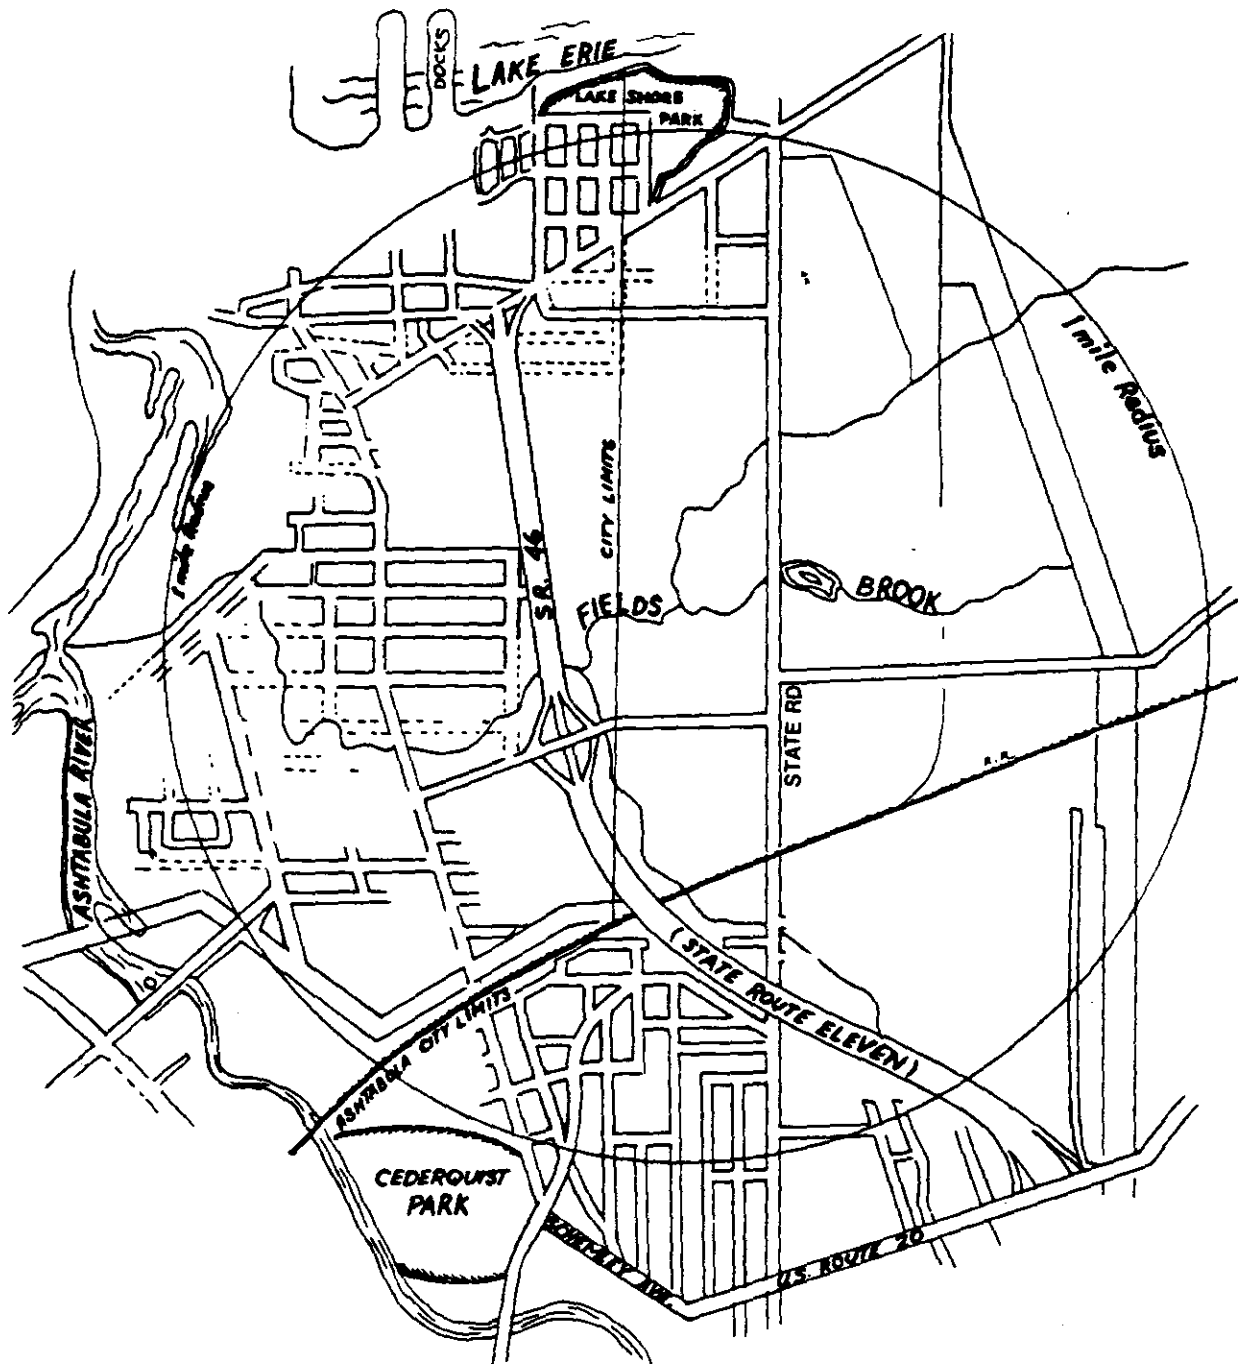 DOCKS
LAKE ERIE
LAKE SHORE
PARK
1 mile Radius
1 mile Radius
CITY LIMITS
S.R. 46
FIELDS
BROOK
STATE RD
R.R.
ASHTABULA RIVER
(STATE ROUTE ELEVEN)
ASHTABULA CITY LIMITS
CEDERQUIST
PARK
U.S. ROUTE 20
AVE.